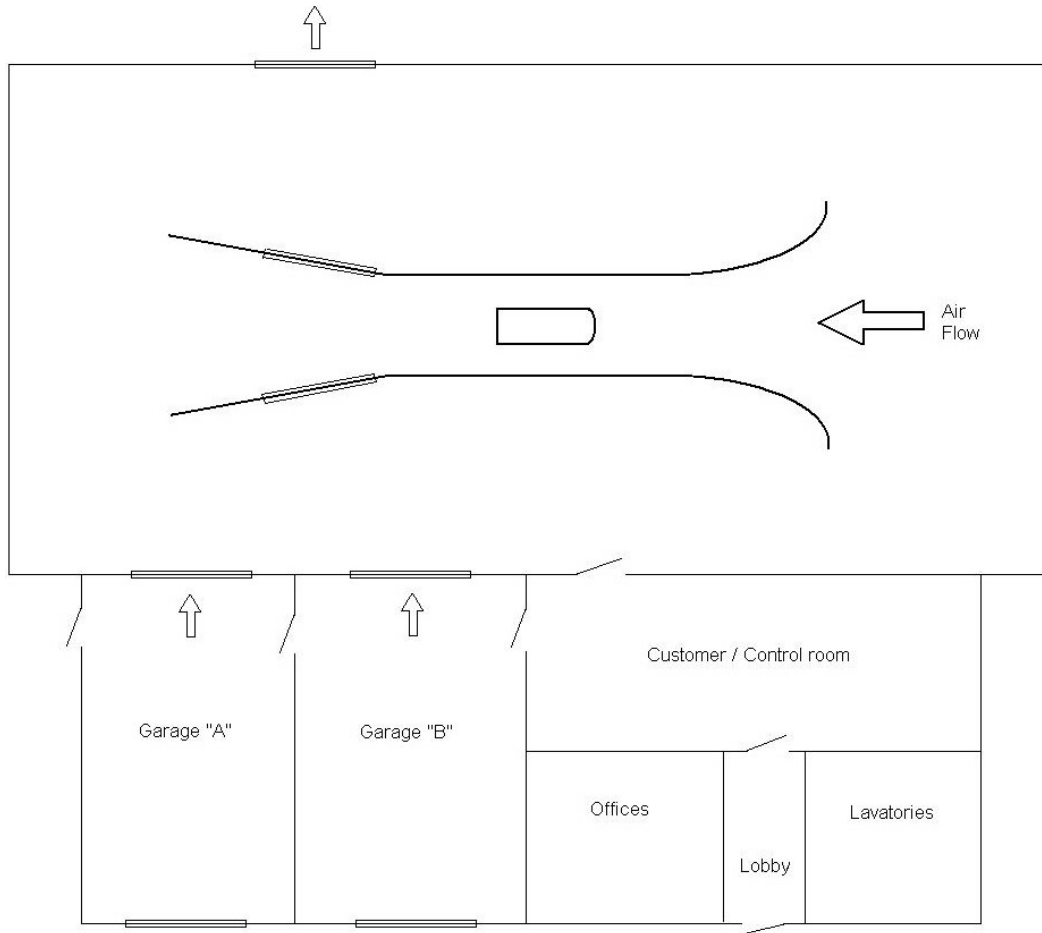 Air
Flow
Customer / Control room
Garage "A"
Garage "B"
Offices
Lavatories
Lobby